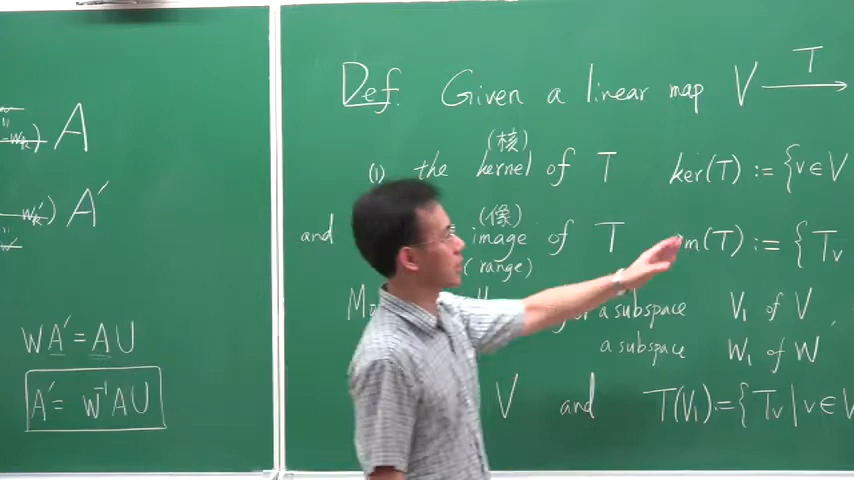 A
w'k) A'
WA' = AU
A' = W⁻¹AU
Def. Given a linear map V —T→
(核)
(1) the kernel of T ker(T) := {v∈V
(像)
and image of T im(T) := {Tv
(range)
a subspace V₁ of V,
a subspace W₁ of W
V and T(V₁) := {Tv | v∈V